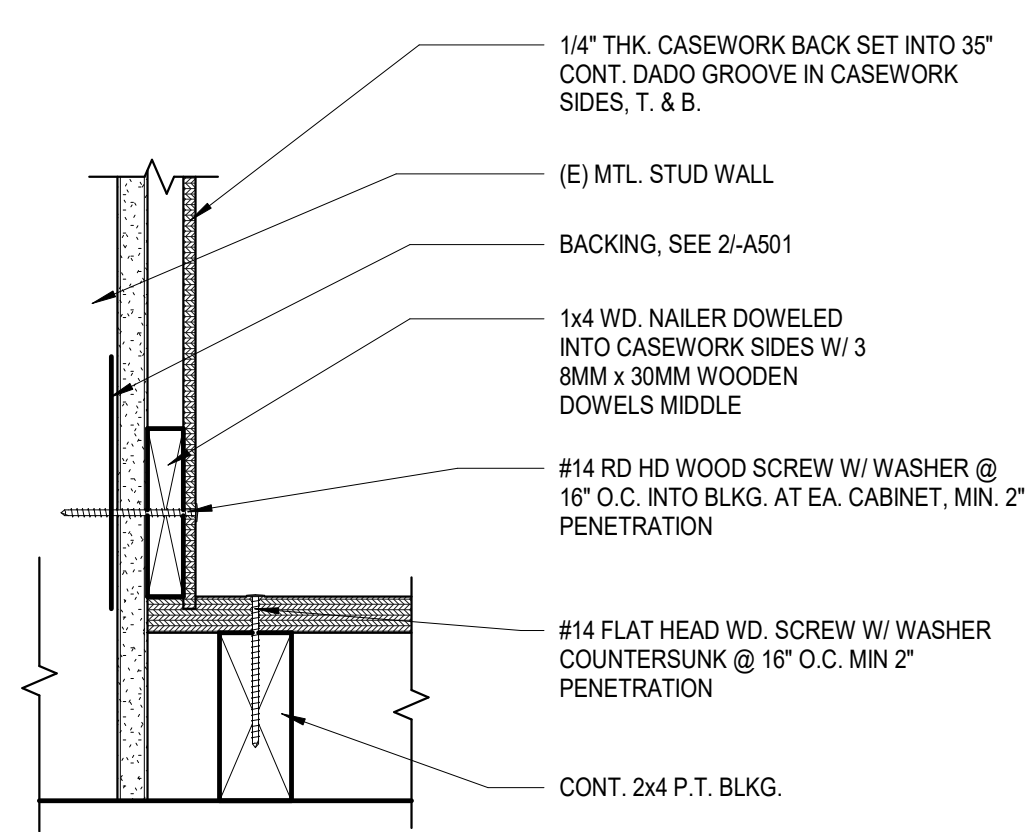 1/4" THK. CASEWORK BACK SET INTO 35"
CONT. DADO GROOVE IN CASEWORK
SIDES, T. & B.
(E) MTL. STUD WALL
BACKING, SEE 2/-A501
1x4 WD. NAILER DOWELED
INTO CASEWORK SIDES W/ 3
8MM x 30MM WOODEN
DOWELS MIDDLE
#14 RD HD WOOD SCREW W/ WASHER @
16" O.C. INTO BLKG. AT EA. CABINET, MIN. 2"
PENETRATION
#14 FLAT HEAD WD. SCREW W/ WASHER
COUNTERSUNK @ 16" O.C. MIN 2"
PENETRATION
CONT. 2x4 P.T. BLKG.